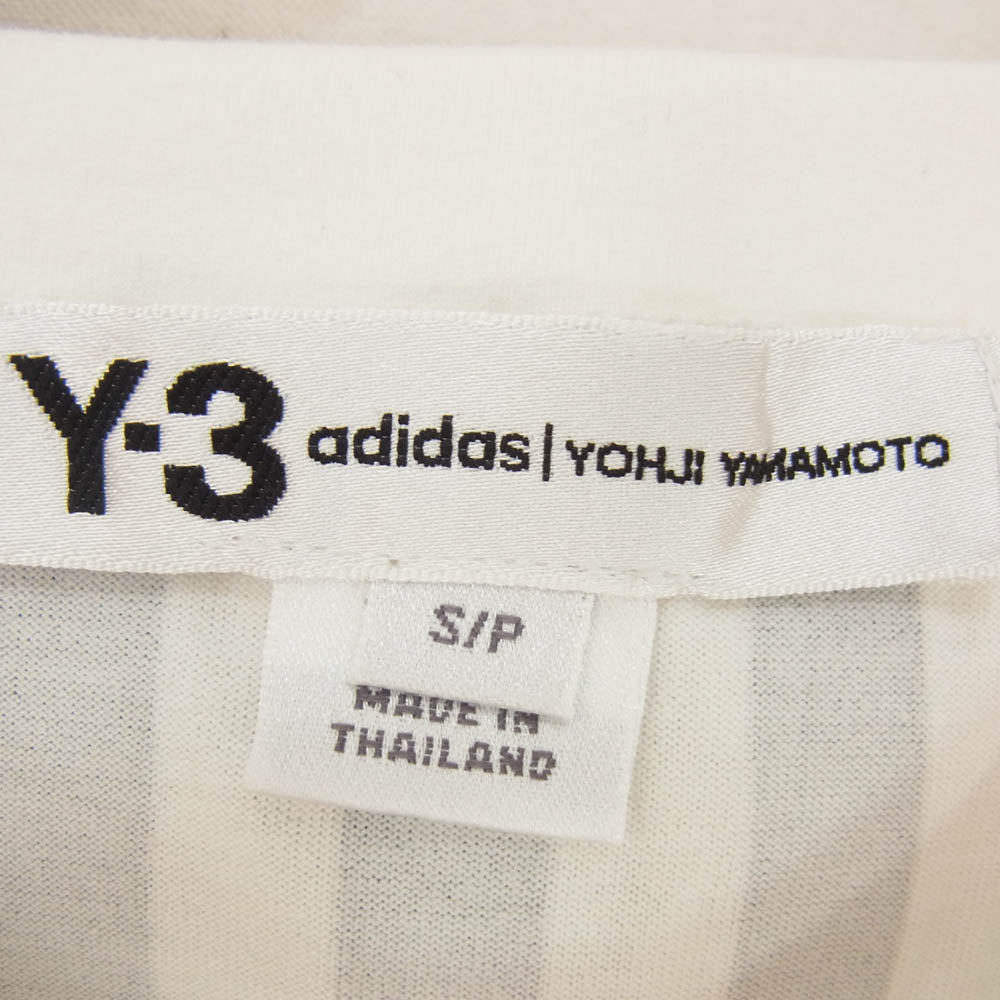 Y-3 adidas | YOHJI YAMAMOTO
S/P
MADE IN
THAILAND